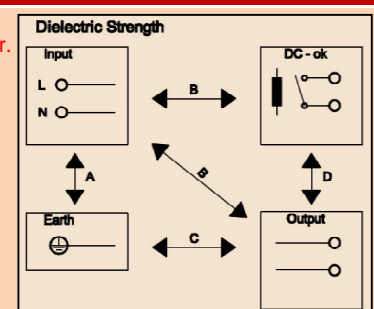 Dielectric Strength
r.
Input
DC - ok
L
B
N
A
B
D
Earth
Output
C